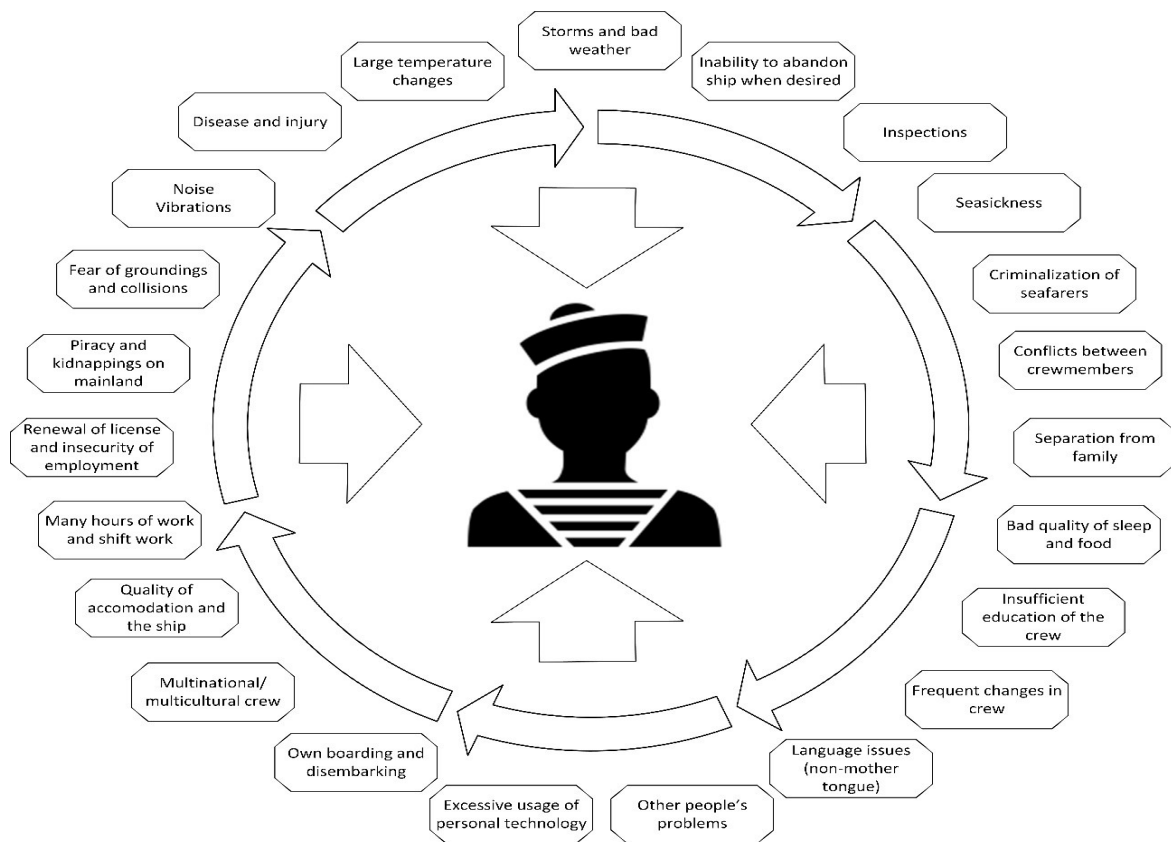 Storms and bad
weather
Inability to abandon
ship when desired
Inspections
Seasickness
Criminalization of
seafarers
Conflicts between
crewmembers
Separation from
family
Bad quality of sleep
and food
Insufficient
education of the
crew
Frequent changes in
crew
Language issues
(non-mother
tongue)
Other people's
problems
Excessive usage of
personal technology
Own boarding and
disembarking
Multinational/
multicultural crew
Quality of
accomodation and
the ship
Many hours of work
and shift work
Renewal of license
and insecurity of
employment
Piracy and
kidnappings on
mainland
Fear of groundings
and collisions
Noise
Vibrations
Disease and injury
Large temperature
changes